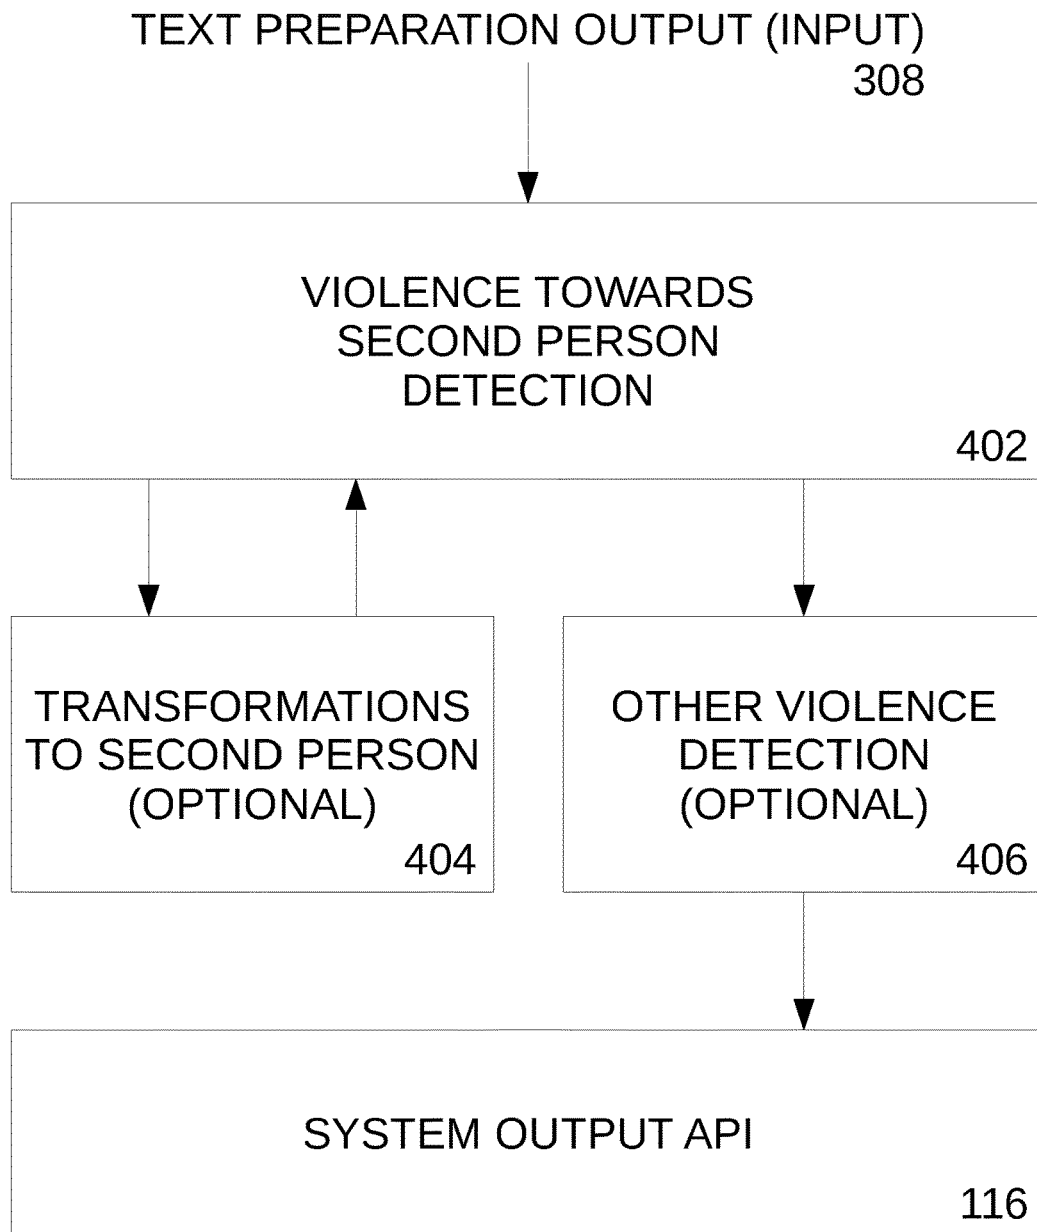 TEXT PREPARATION OUTPUT (INPUT)
308
VIOLENCE TOWARDS
SECOND PERSON
DETECTION
402
TRANSFORMATIONS
TO SECOND PERSON
(OPTIONAL)
404
OTHER VIOLENCE
DETECTION
(OPTIONAL)
406
SYSTEM OUTPUT API
116